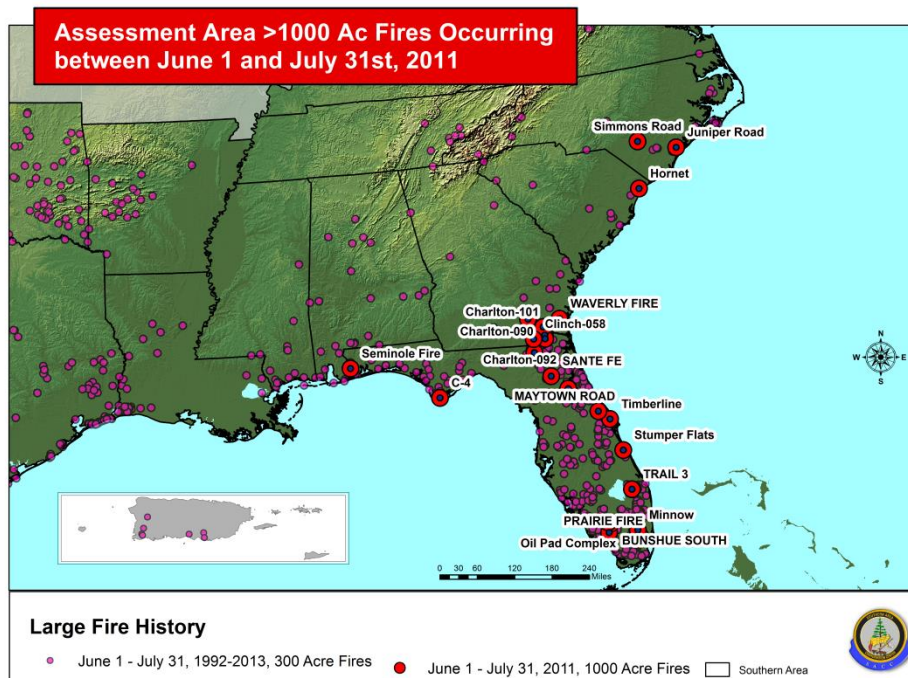 Assessment Area >1000 Ac Fires Occurring
between June 1 and July 31st, 2011
Simmons Road
Juniper Road
Hornet
WAVERLY FIRE
Charlton-101
Clinch-058
Charlton-090
Charlton-092
SANTE FE
Seminole Fire
C-4
MAYTOWN ROAD
Timberline
Stumper Flats
TRAIL 3
Minnow
PRAIRIE FIRE
Oil Pad Complex
BUNSHUE SOUTH
N
W
E
S
0 15 30 60 120 180 240
Miles
Large Fire History
June 1 - July 31, 1992-2013, 300 Acre Fires
June 1 - July 31, 2011, 1000 Acre Fires
Southern Area